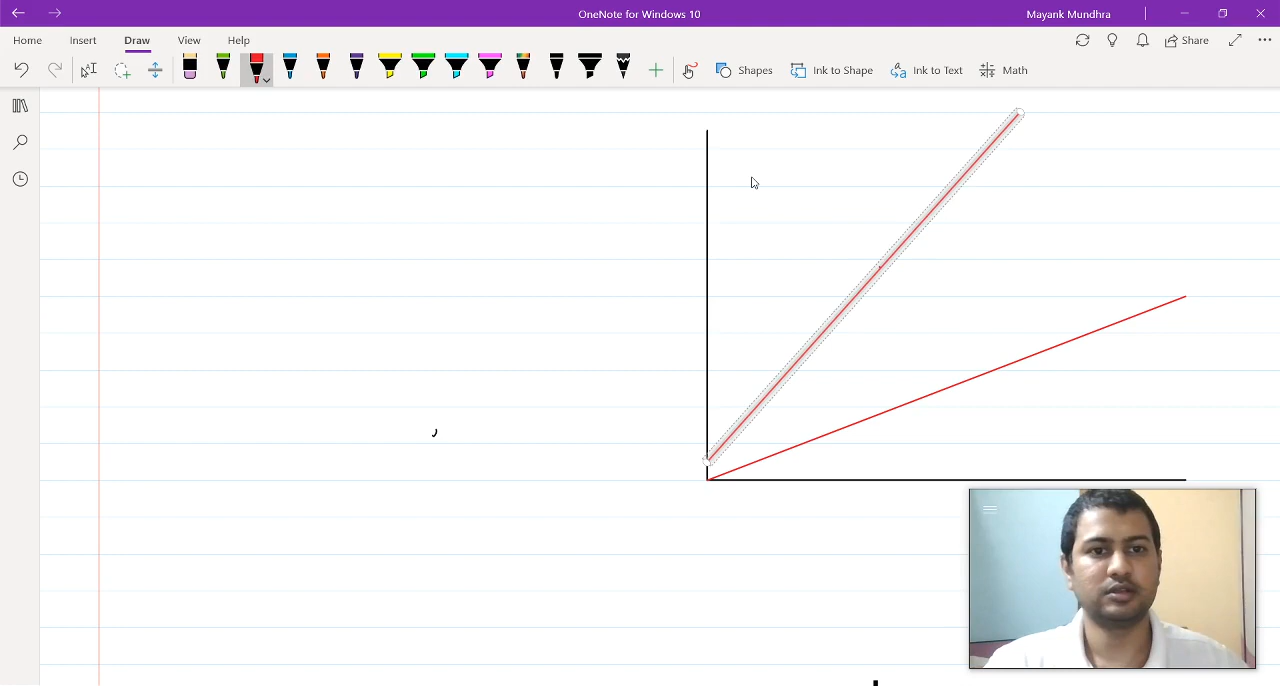 OneNote for Windows 10
Mayank Mundhra
Home Insert Draw View Help
Share
Shapes Ink to Shape Ink to Text Math